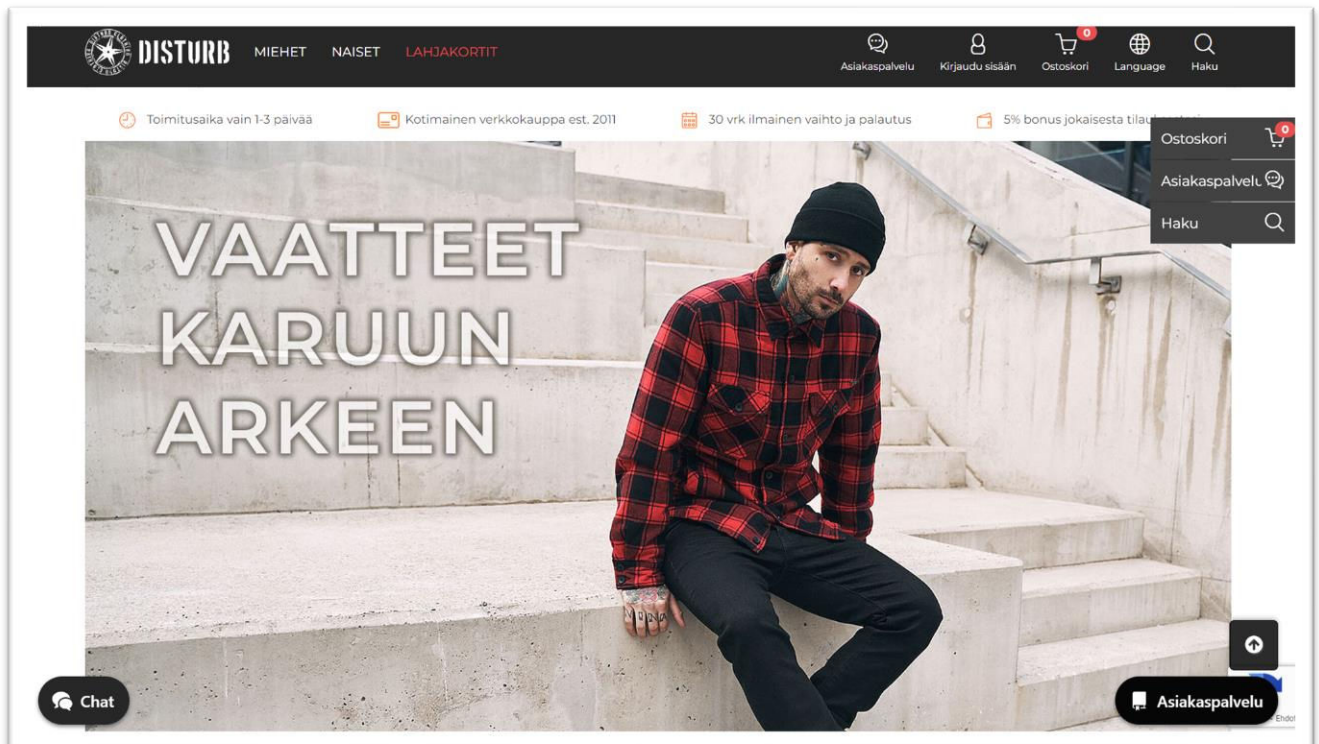 DISTURB
MIEHET NAISET LAHJAKORTIT
Asiakaspalvelu Kirjaudu sisään 0 Ostoskori Language Haku
Toimitusaika vain 1-3 päivää Kotimainen verkkokauppa est. 2011 30 vrk ilmainen vaihto ja palautus 5% bonus jokaisesta
Ostoskori 0
Asiakaspalvelu
Haku
VAATTEET
KARUUN
ARKEEN
Chat
Asiakaspalvelu